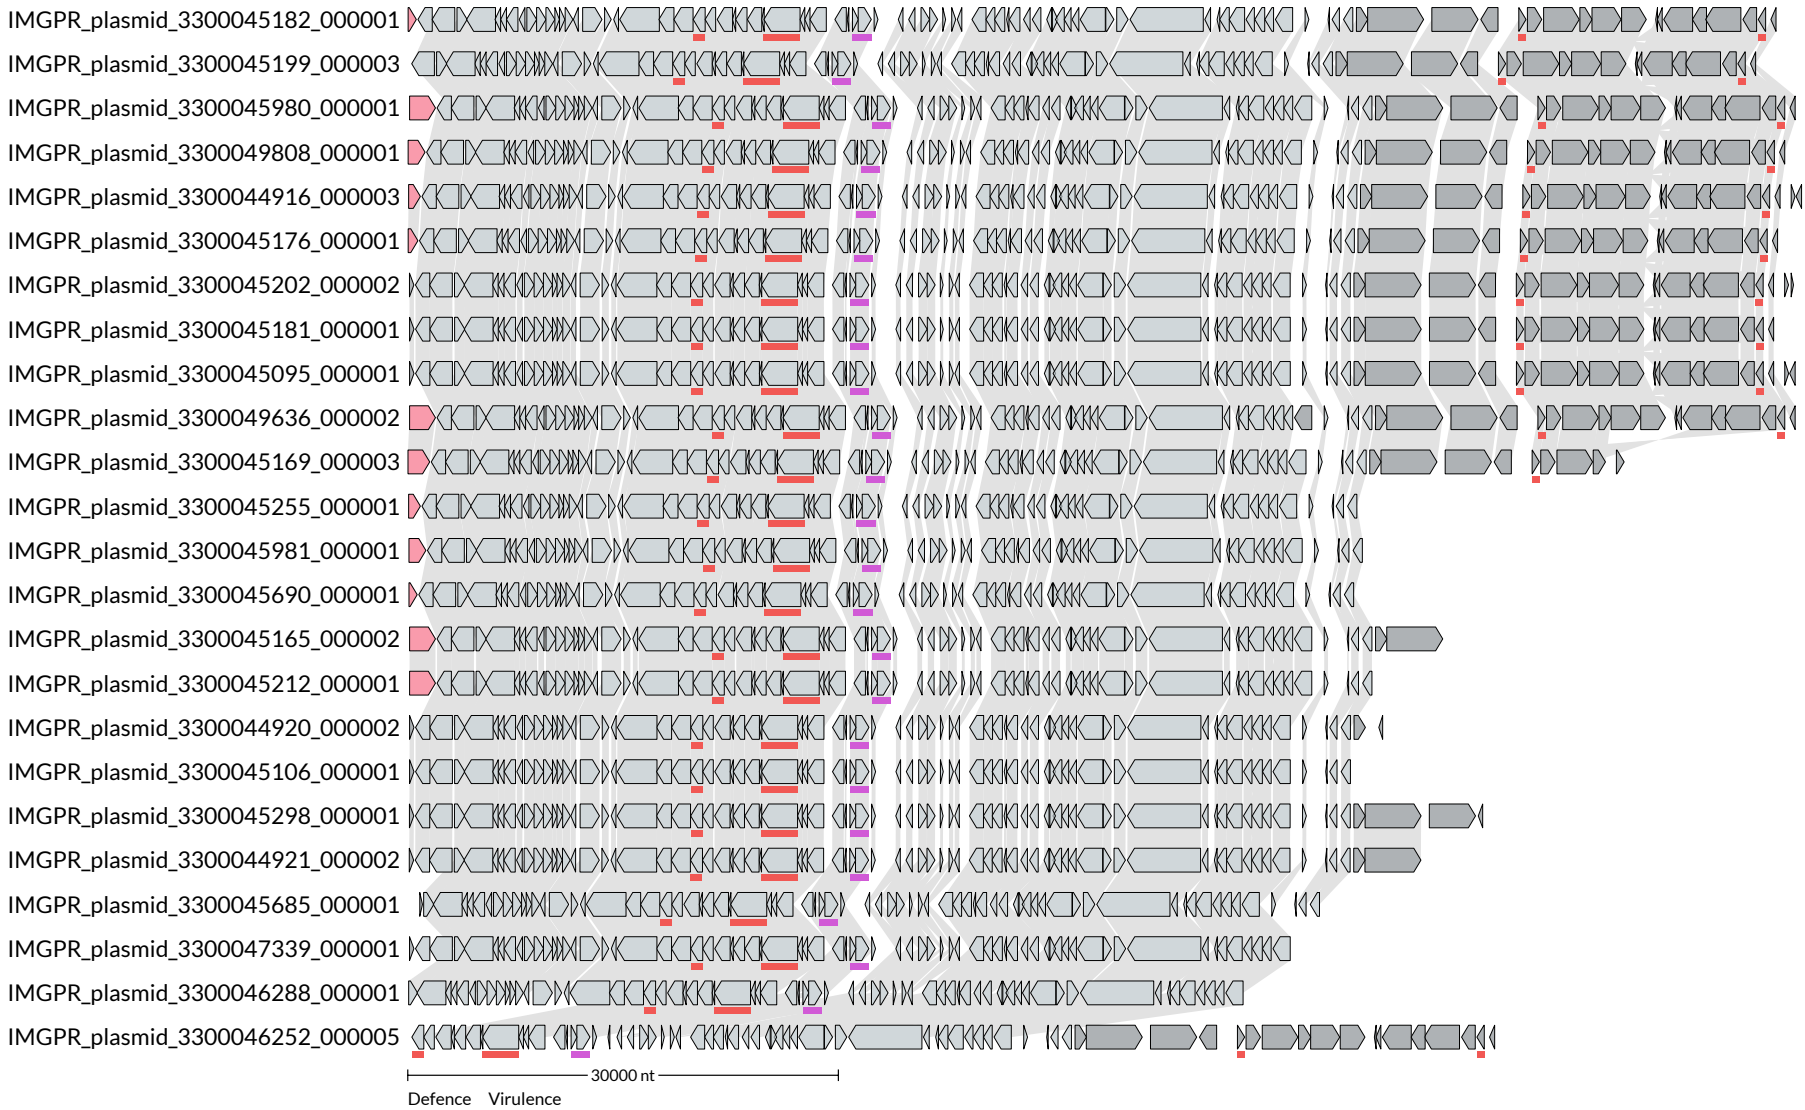 IMGPR_plasmid_3300045182_000001
IMGPR_plasmid_3300045199_000003
IMGPR_plasmid_3300045980_000001
IMGPR_plasmid_3300049808_000001
IMGPR_plasmid_3300044916_000003
IMGPR_plasmid_3300045176_000001
IMGPR_plasmid_3300045202_000002
IMGPR_plasmid_3300045181_000001
IMGPR_plasmid_3300045095_000001
IMGPR_plasmid_3300049636_000002
IMGPR_plasmid_3300045169_000003
IMGPR_plasmid_3300045255_000001
IMGPR_plasmid_3300045981_000001
IMGPR_plasmid_3300045690_000001
IMGPR_plasmid_3300045165_000002
IMGPR_plasmid_3300045212_000001
IMGPR_plasmid_3300044920_000002
IMGPR_plasmid_3300045106_000001
IMGPR_plasmid_3300045298_000001
IMGPR_plasmid_3300044921_000002
IMGPR_plasmid_3300045685_000001
IMGPR_plasmid_3300047339_000001
IMGPR_plasmid_3300046288_000001
IMGPR_plasmid_3300046252_000005
30000 nt
Defence Virulence